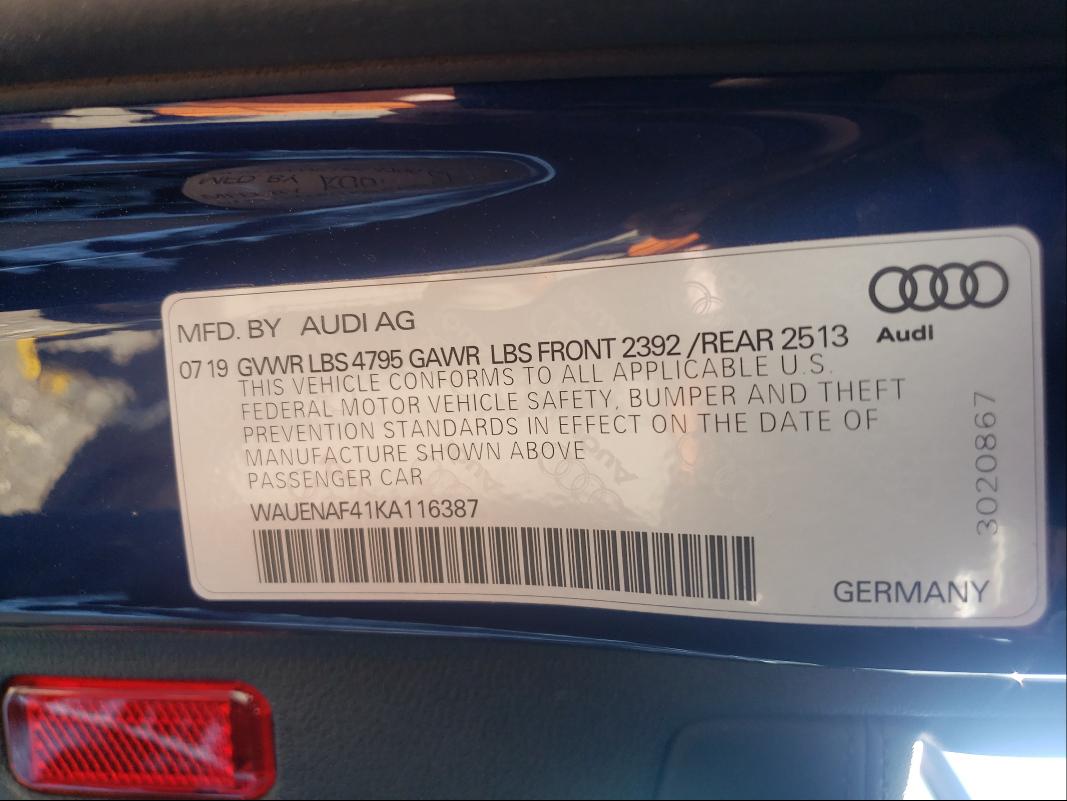 MFD. BY AUDI AG
Audi
07 19 GVWR LBS 4795 GAWR LBS FRONT 2392 /REAR 2513
THIS VEHICLE CONFORMS TO ALL APPLICABLE U.S.
FEDERAL MOTOR VEHICLE SAFETY, BUMPER AND THEFT
PREVENTION STANDARDS IN EFFECT ON THE DATE OF
MANUFACTURE SHOWN ABOVE
PASSENGER CAR
WAUENAF41KA116387
3020867
GERMANY